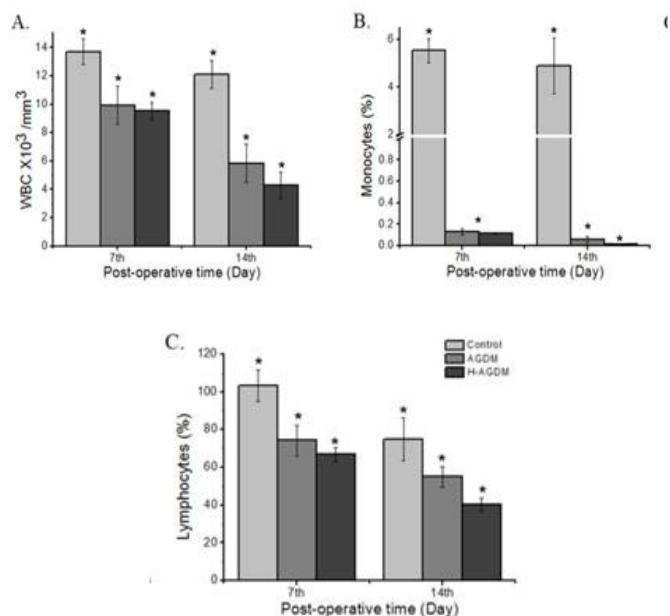 A.
WBC X10³/mm³
14
12
10
8
6
4
2
0
* * * * * *
7th 14th
Post-operative time (Day)
B.
Monocytes (%)
6
4
2
0.8
0.6
0.4
0.2
0.0
* * * * *
7th 14th
Post-operative time (Day)
C.
Lymphocytes (%)
120
100
80
60
40
20
0
* * * * * *
Control
AGDM
H-AGDM
7th 14th
Post-operative time (Day)